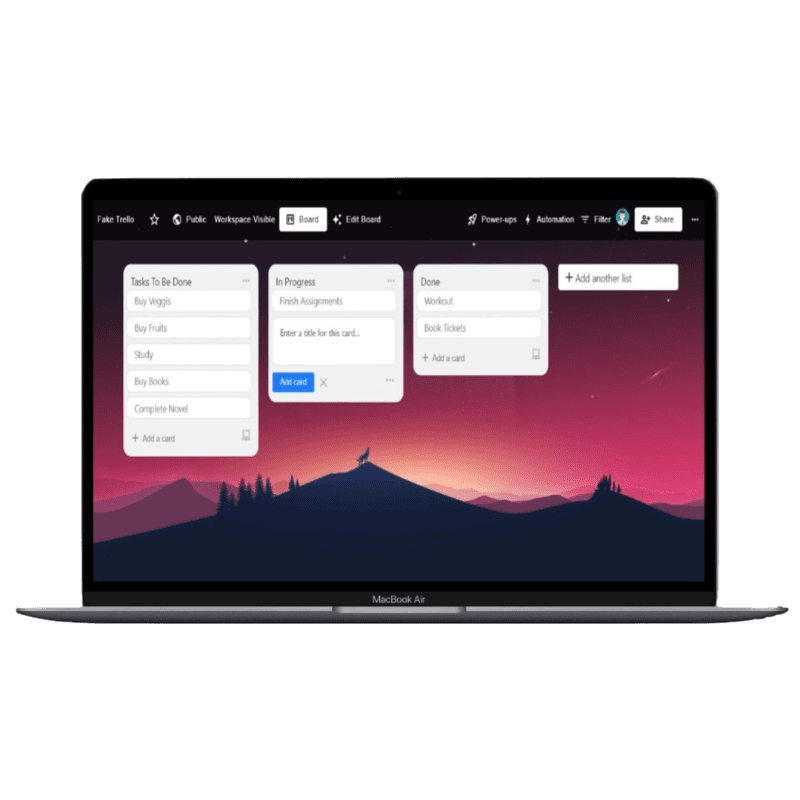 Fake Trello Public Workspace Visible Board Edit Board Power-ups Automation Filter Share
Tasks To Be Done
Buy Veggis
Buy Fruits
Study
Buy Books
Complete Novel
+ Add a card
In Progress
Finish Assignments
Enter a title for this card...
Add card X
Done
Workout
Book Tickets
+ Add a card
+ Add another list
MacBook Air